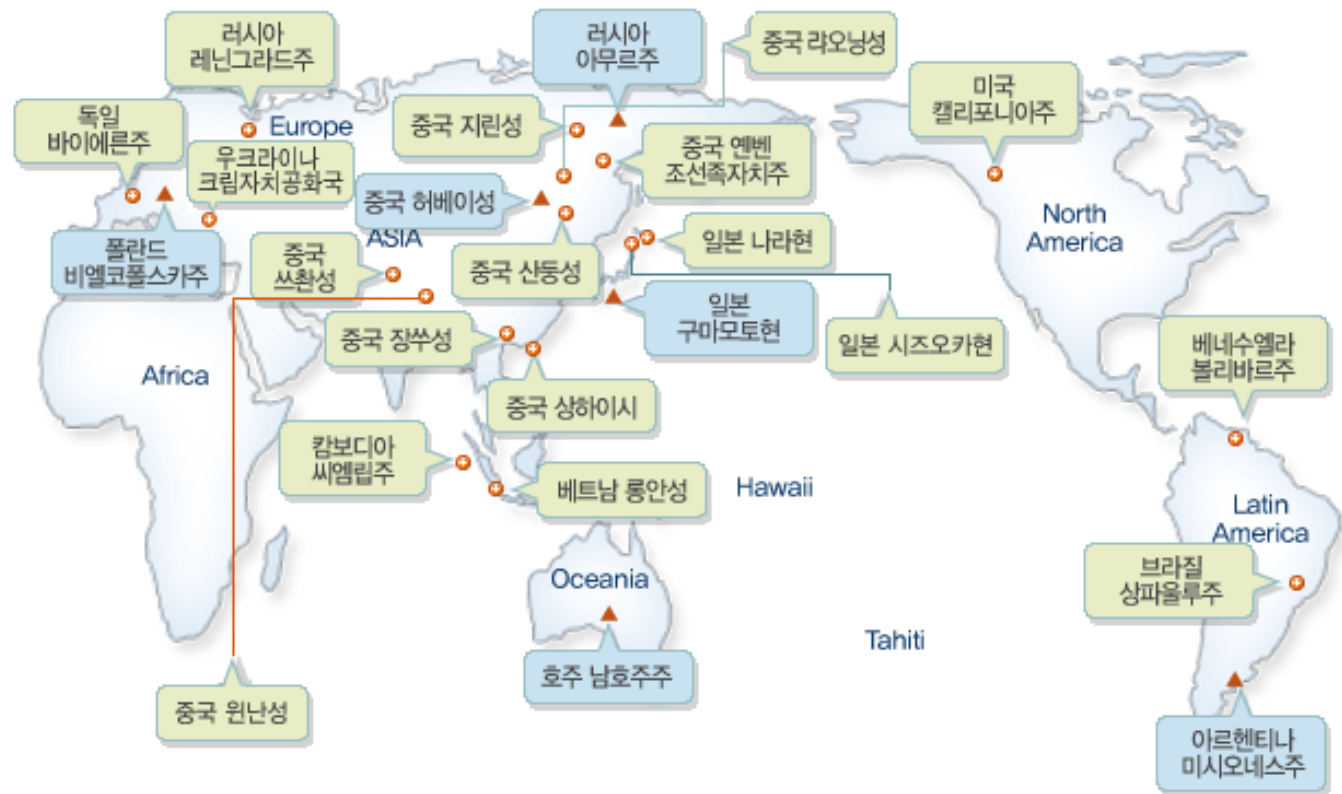 러시아
레닌그라드주
러시아
아무르주
중국 랴오닝성
미국
캘리포니아주
독일
바이에른주
Europe
중국 지린성
우크라이나
크림자치공화국
중국 옌벤
조선족자치주
중국 허베이성
North
America
ASIA
일본 나라현
폴란드
비엘코폴스카주
중국
쓰촨성
중국 산둥성
일본
구마모토현
중국 장쑤성
일본 시즈오카현
베네수엘라
볼리바르주
Africa
중국 상하이시
캄보디아
씨엠립주
베트남 롱안성
Hawaii
Latin
America
Oceania
브라질
상파울루주
Tahiti
호주 남호주주
중국 윈난성
아르헨티나
미시오네스주